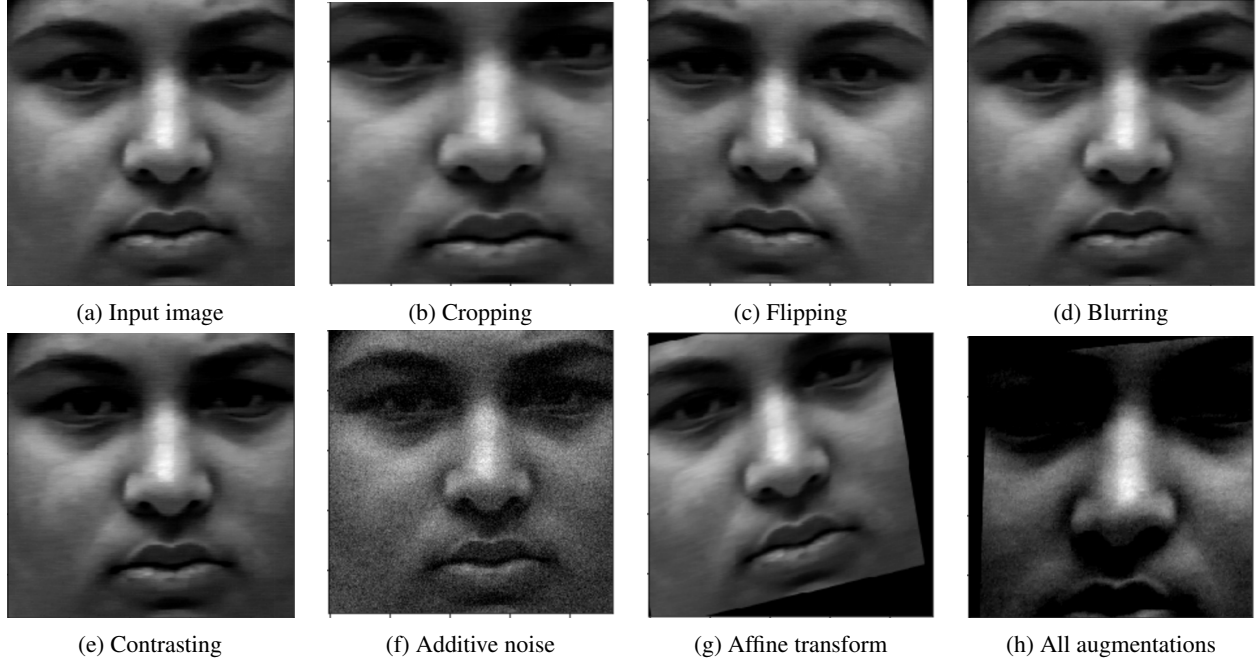 (a) Input image
(b) Cropping
(c) Flipping
(d) Blurring
(e) Contrasting
(f) Additive noise
(g) Affine transform
(h) All augmentations